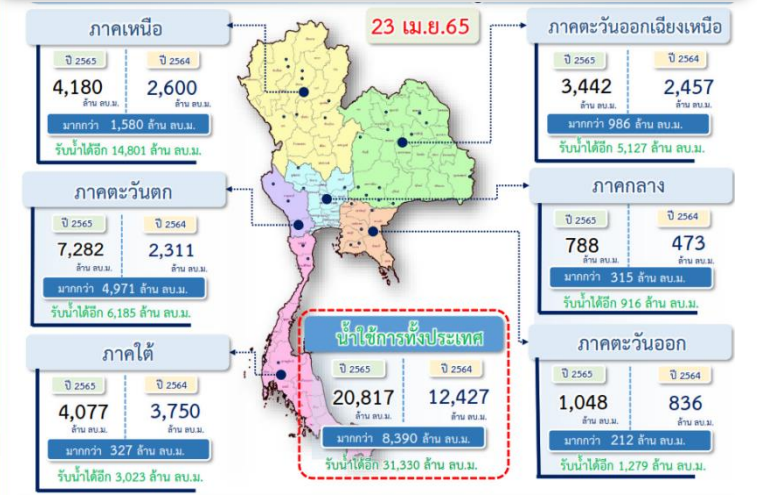 23 เม.ย.65
ภาคเหนือ
ปี 2565 ปี 2564
4,180 2,600
ล้าน ลบ.ม. ล้าน ลบ.ม.
มากกว่า 1,580 ล้าน ลบ.ม.
รับน้ำได้อีก 14,801 ล้าน ลบ.ม.
ภาคตะวันออกเฉียงเหนือ
ปี 2565 ปี 2564
3,442 2,457
ล้าน ลบ.ม. ล้าน ลบ.ม.
มากกว่า 986 ล้าน ลบ.ม.
รับน้ำได้อีก 5,127 ล้าน ลบ.ม.
ภาคตะวันตก
ปี 2565 ปี 2564
7,282 2,311
ล้าน ลบ.ม. ล้าน ลบ.ม.
มากกว่า 4,971 ล้าน ลบ.ม.
รับน้ำได้อีก 6,185 ล้าน ลบ.ม.
ภาคกลาง
ปี 2565 ปี 2564
788 473
ล้าน ลบ.ม. ล้าน ลบ.ม.
มากกว่า 315 ล้าน ลบ.ม.
รับน้ำได้อีก 916 ล้าน ลบ.ม.
ภาคใต้
ปี 2565 ปี 2564
4,077 3,750
ล้าน ลบ.ม. ล้าน ลบ.ม.
มากกว่า 327 ล้าน ลบ.ม.
รับน้ำได้อีก 3,023 ล้าน ลบ.ม.
น้ำใช้การทั้งประเทศ
ปี 2565 ปี 2564
20,817 12,427
ล้าน ลบ.ม. ล้าน ลบ.ม.
มากกว่า 8,390 ล้าน ลบ.ม.
รับน้ำได้อีก 31,330 ล้าน ลบ.ม.
ภาคตะวันออก
ปี 2565 ปี 2564
1,048 836
ล้าน ลบ.ม. ล้าน ลบ.ม.
มากกว่า 212 ล้าน ลบ.ม.
รับน้ำได้อีก 1,279 ล้าน ลบ.ม.